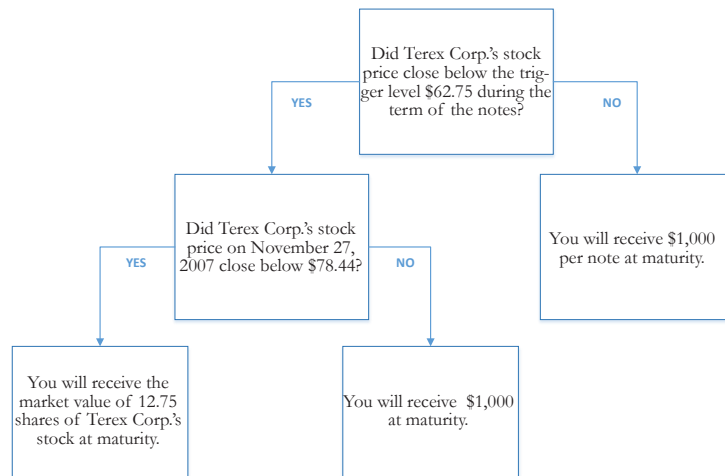 Did Terex Corp.'s stock
price close below the trig-
ger level $62.75 during the
term of the notes?
YES
NO
Did Terex Corp.'s stock
price on November 27,
2007 close below $78.44?
You will receive $1,000
per note at maturity.
YES
NO
You will receive the
market value of 12.75
shares of Terex Corp.'s
stock at maturity.
You will receive $1,000
at maturity.